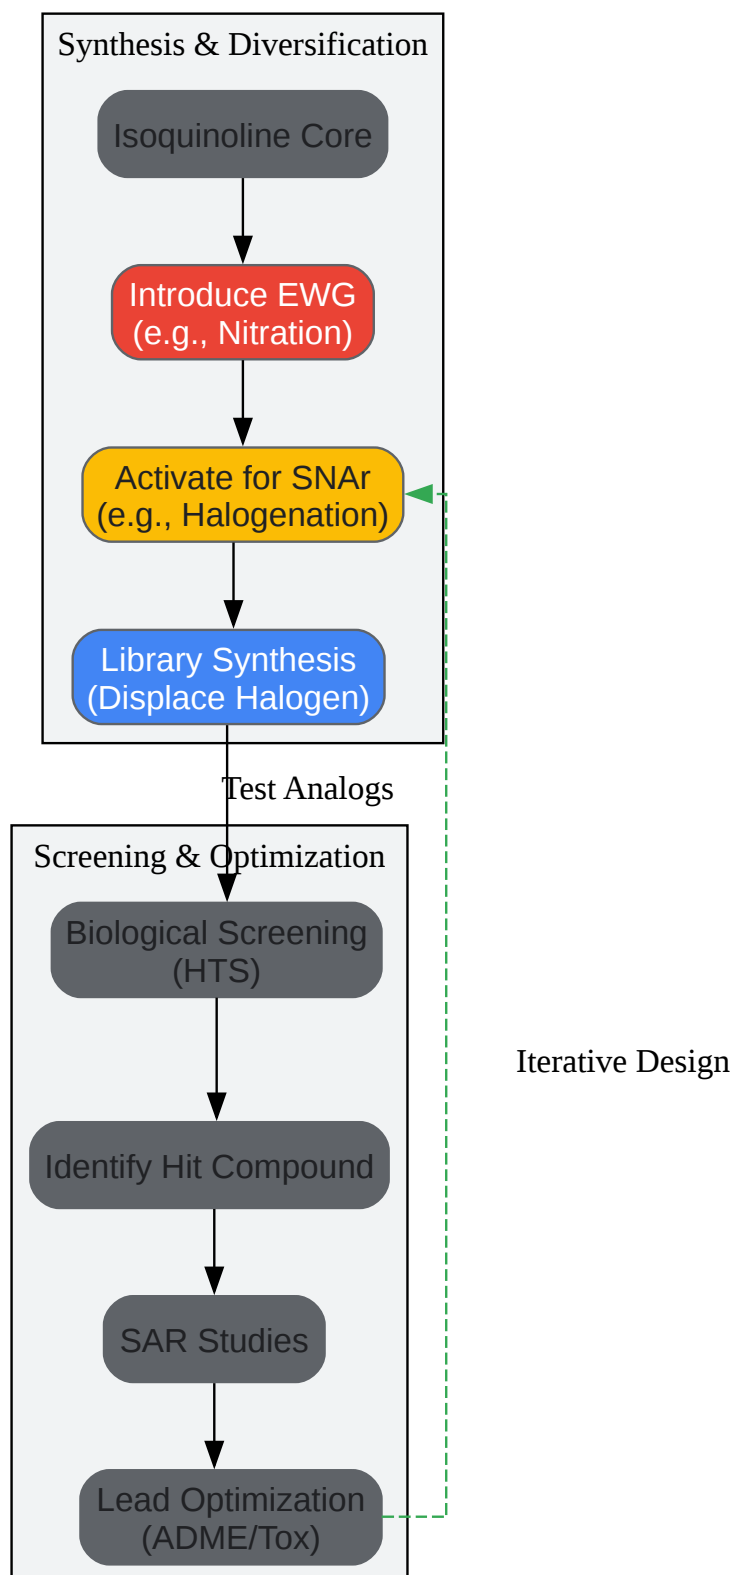 Synthesis & Diversification
Isoquinoline Core
Introduce EWG
(e.g., Nitration)
Activate for SNAr
(e.g., Halogenation)
Library Synthesis
(Displace Halogen)
Test Analogs
Screening & Optimization
Biological Screening
(HTS)
Iterative Design
Identify Hit Compound
SAR Studies
Lead Optimization
(ADME/Tox)